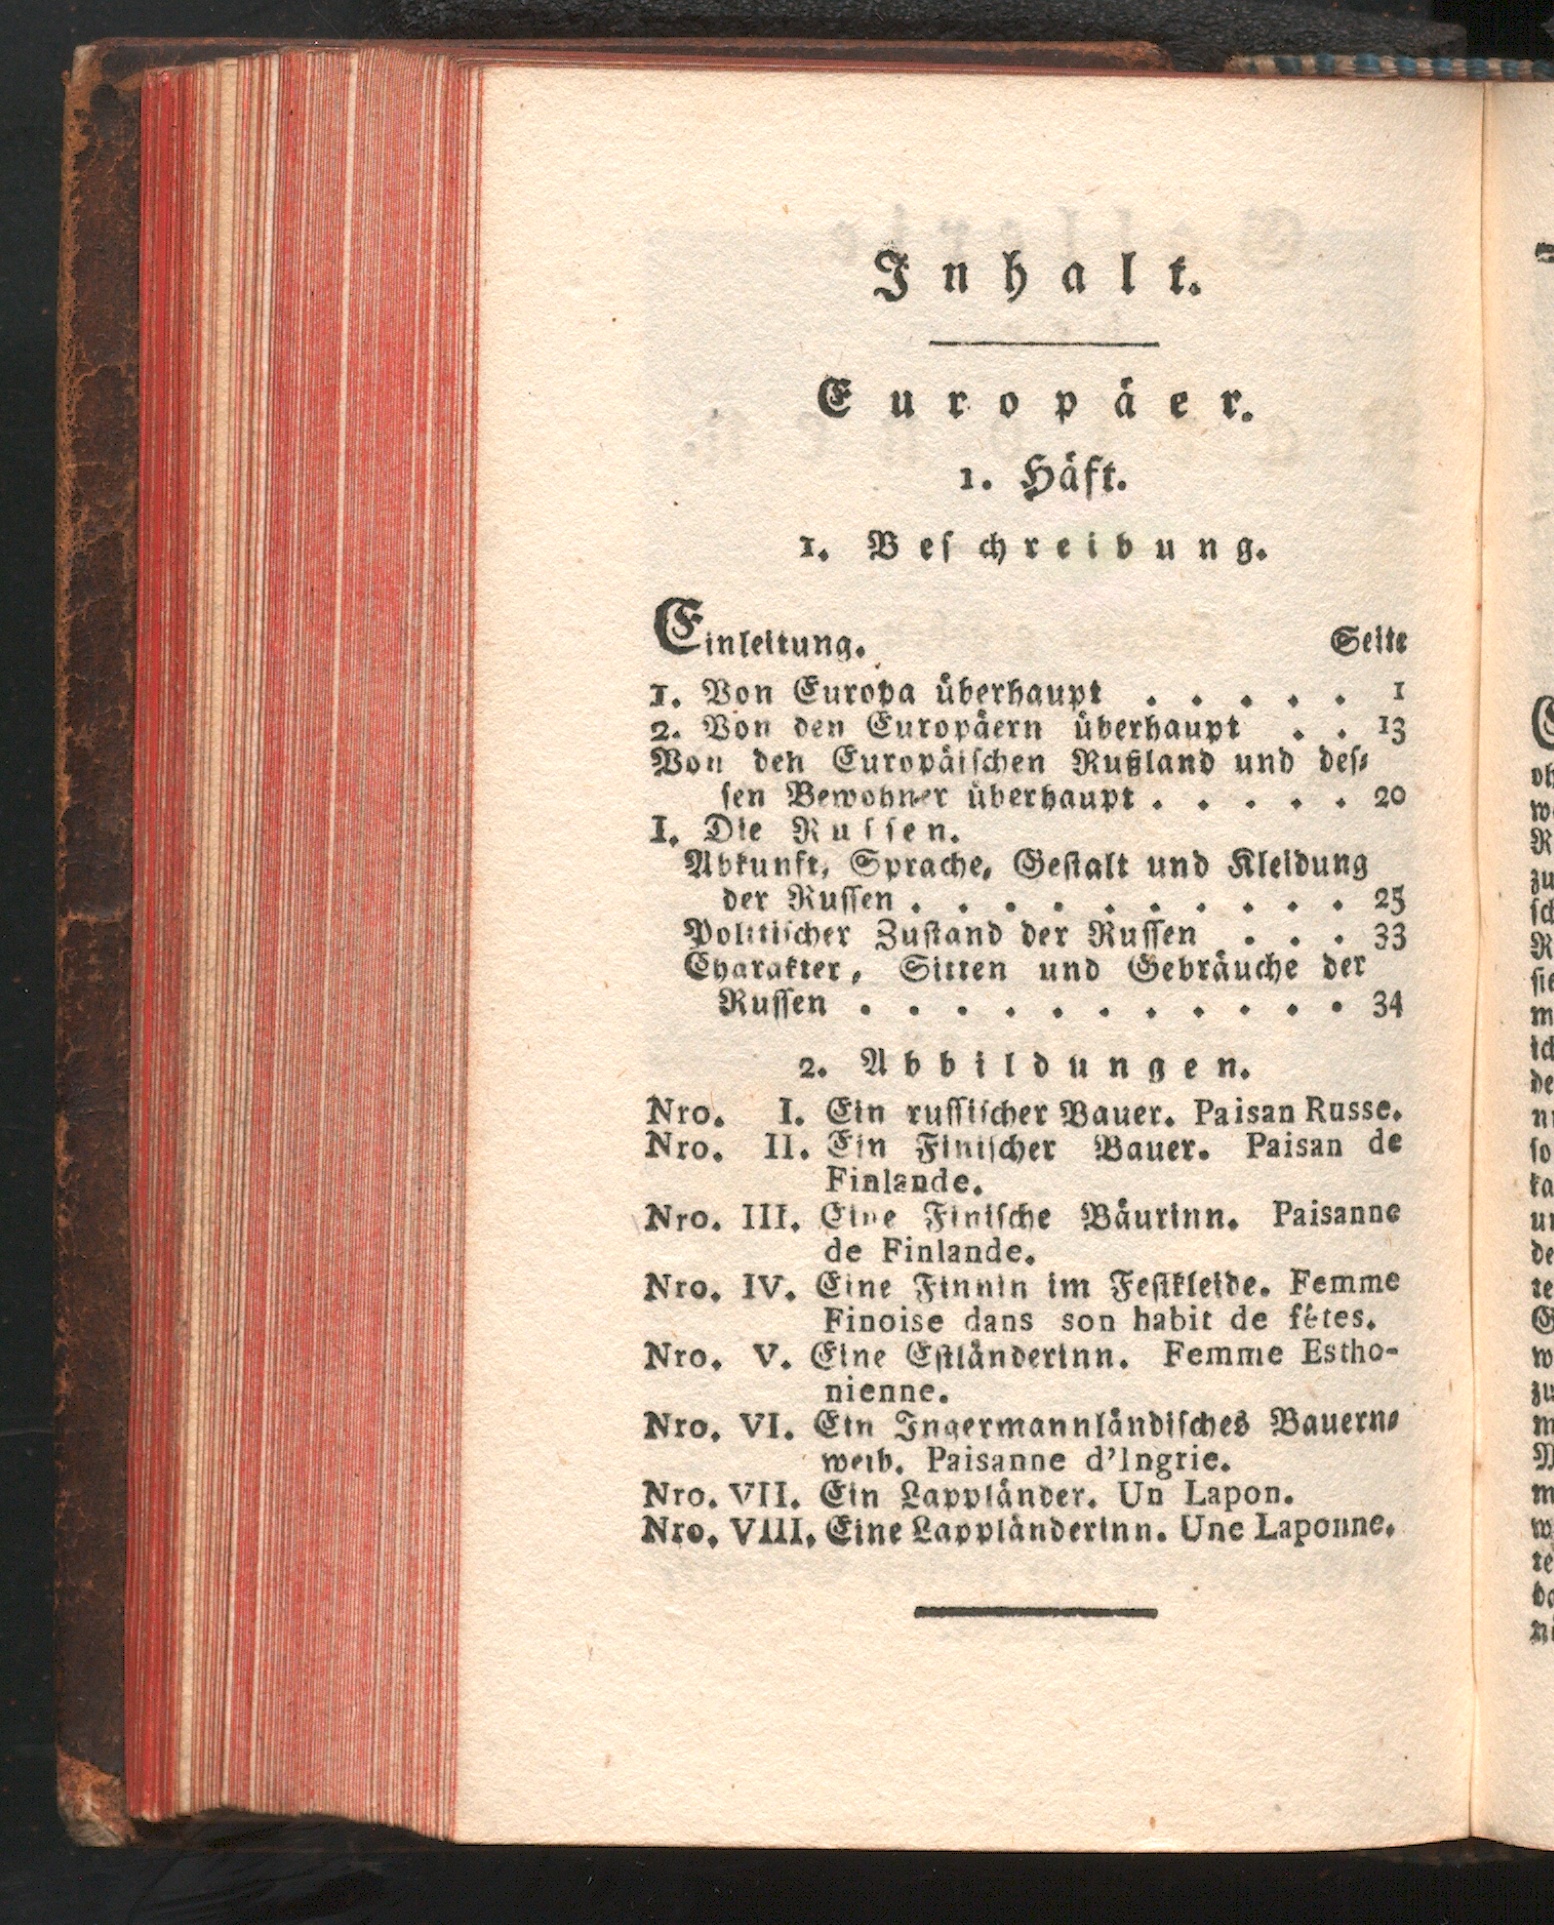 Inhalt.
Europäer.
1. Häft.
1. Beschreibung.
Einleitung. Seite
1. Von Europa überhaupt . . . . . 1
2. Von den Europäern überhaupt . . 13
Von den Europäischen Rußland und des-
sen Bewohner überhaupt . . . . . 20
I. Die Russen.
Abkunft, Sprache, Gestalt und Kleidung
der Russen . . . . . . . . . . 25
Politischer Zustand der Russen . . . 33
Charakter, Sitten und Gebräuche der
Russen . . . . . . . . . . . 34
2. Abbildungen.
Nro. I. Ein russischer Bauer. Paisan Russe.
Nro. II. Ein Finischer Bauer. Paisan de
Finlande.
Nro. III. Eine Finische Bäurinn. Paisanne
de Finlande.
Nro. IV. Eine Finnin im Festkleide. Femme
Finoise dans son habit de fêtes.
Nro. V. Eine Estländerinn. Femme Estho-
nienne.
Nro. VI. Ein Ingermannländisches Bauern-
weib. Paisanne d'Ingrie.
Nro. VII. Ein Lappländer. Un Lapon.
Nro. VIII. Eine Lappländerinn. Une Laponne.